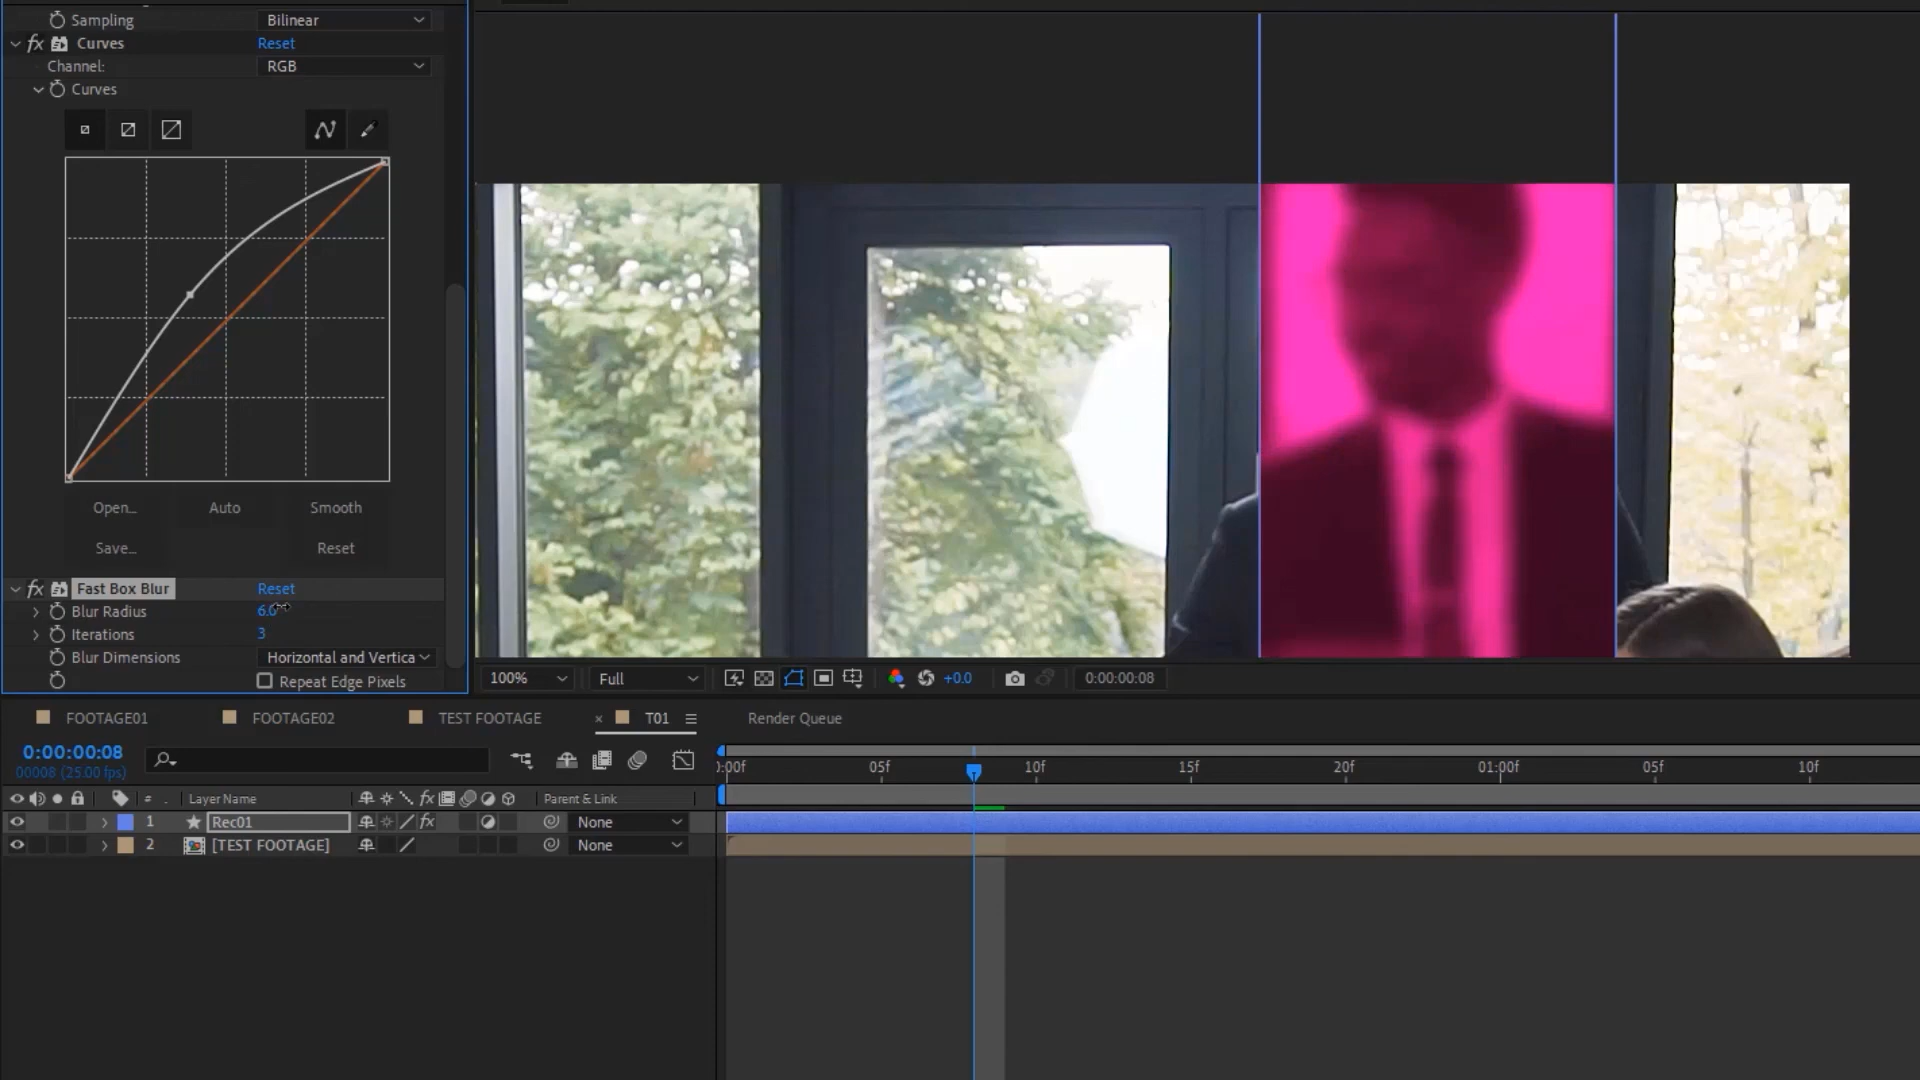 Sampling Bilinear
fx Curves Reset
Channel: RGB
Curves
Open... Auto Smooth
Save... Reset
fx Fast Box Blur Reset
Blur Radius 6.0
Iterations 3
Blur Dimensions Horizontal and Vertica
Repeat Edge Pixels
100% Full +0.0 0:00:00:08
FOOTAGE01 FOOTAGE02 TEST FOOTAGE × T01 Render Queue
0:00:00:08
00008 (25.00 fps)
):00f 05f 10f 15f 20f 01:00f 05f 10f
# . Layer Name fx Parent & Link
1 Rec01 fx None
2 [TEST FOOTAGE] None